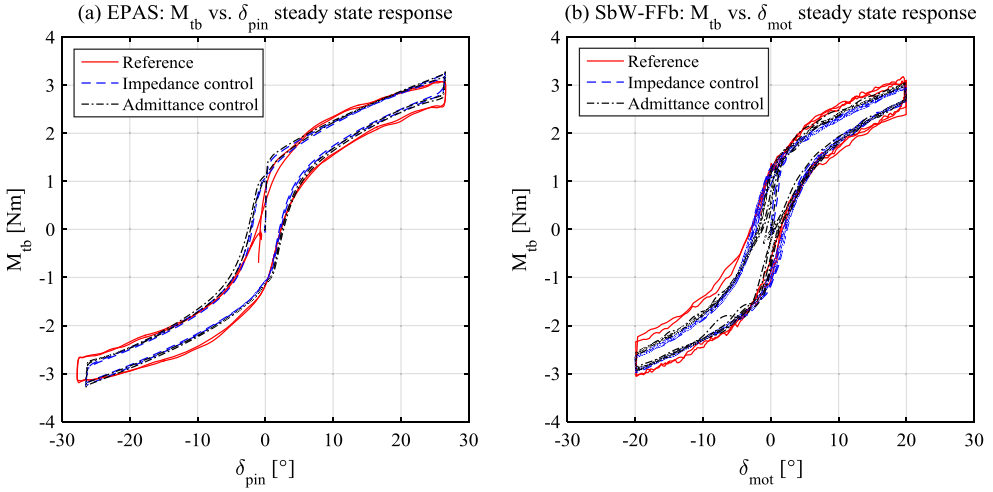 (a) EPAS: M_tb vs. δ_pin steady state response
4
3
2
1
0
-1
-2
-3
-4
M_tb [Nm]
Reference
Impedance control
Admittance control
-30
-20
-10
0
10
20
30
δ_pin [°]
(b) SbW-FFb: M_tb vs. δ_mot steady state response
4
3
2
1
0
-1
-2
-3
-4
M_tb [Nm]
Reference
Impedance control
Admittance control
-30
-20
-10
0
10
20
30
δ_mot [°]